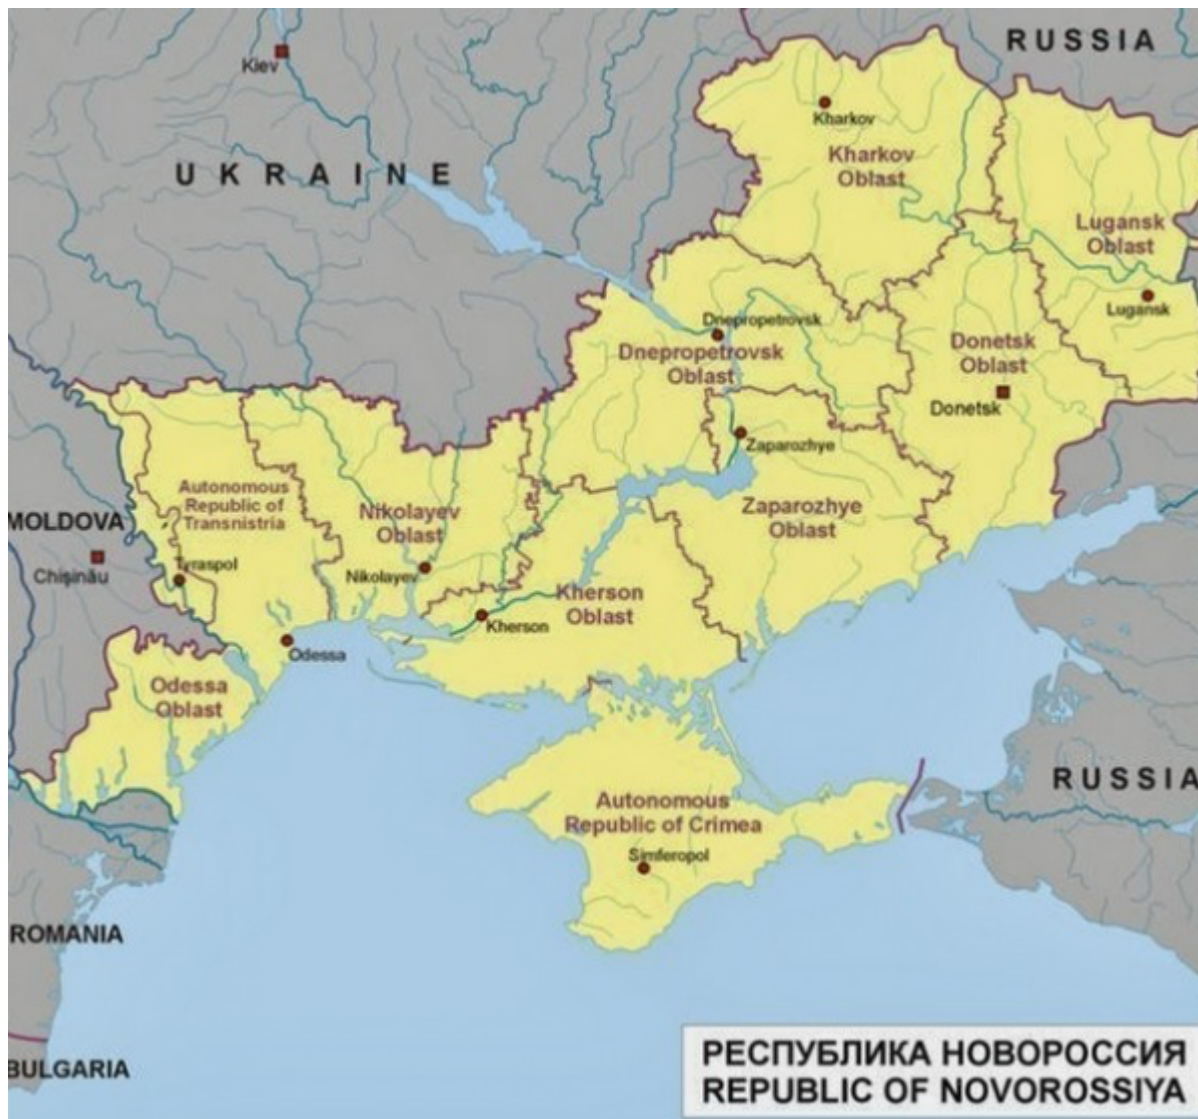 RUSSIA
Kiev
Kharkov
UKRAINE
Kharkov
Oblast
Lugansk
Oblast
Lugansk
Dnepropetrovsk
Dnepropetrovsk
Oblast
Donetsk
Oblast
Donetsk
Zaparozhye
Autonomous
Republic of
Transnistria
MOLDOVA
Chişinău
Nikolayev
Oblast
Zaparozhye
Oblast
Tyraspol
Nikolayev
Kherson
Oblast
Kherson
Odessa
Odessa
Oblast
RUSSIA
Autonomous
Republic of Crimea
Simferopol
ROMANIA
BULGARIA
РЕСПУБЛИКА НОВОРОССИЯ
REPUBLIC OF NOVOROSSIYA